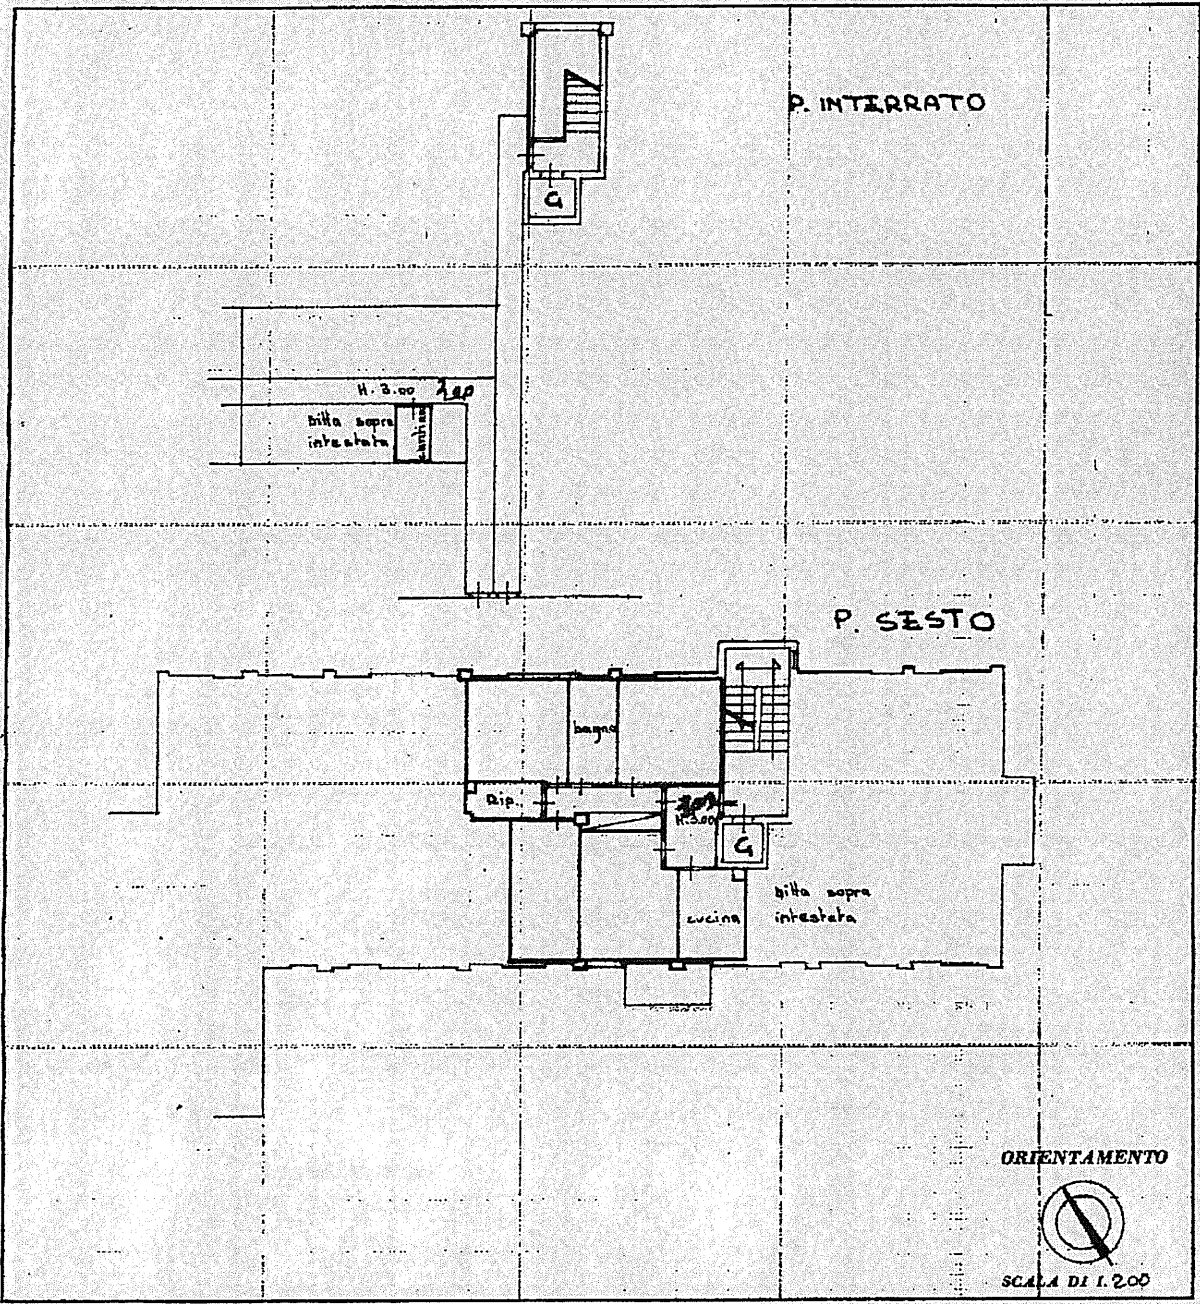 P. INTERRATO
G
H. 3.00
Ditta sopra
intestata
cantina
P. SESTO
bagno
Rip.
H. 3.00
G
cucina
Ditta sopra
intestata
ORIENTAMENTO
SCALA DI 1. 200